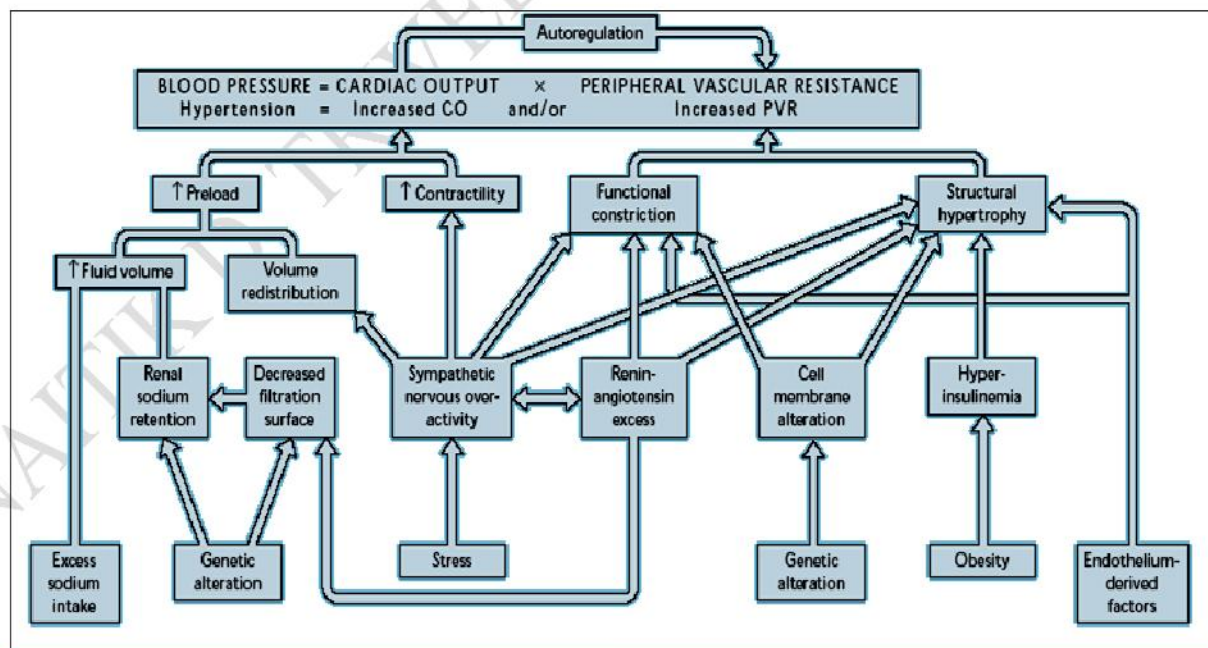 Autoregulation
BLOOD PRESSURE = CARDIAC OUTPUT × PERIPHERAL VASCULAR RESISTANCE
Hypertension = Increased CO and/or Increased PVR
↑ Preload
↑ Contractility
Functional
constriction
Structural
hypertrophy
↑ Fluid volume
Volume
redistribution
Renal
sodium
retention
Decreased
filtration
surface
Sympathetic
nervous over-
activity
Renin-
angiotensin
excess
Cell
membrane
alteration
Hyper-
insulinemia
Excess
sodium
intake
Genetic
alteration
Stress
Genetic
alteration
Obesity
Endothelium-
derived
factors